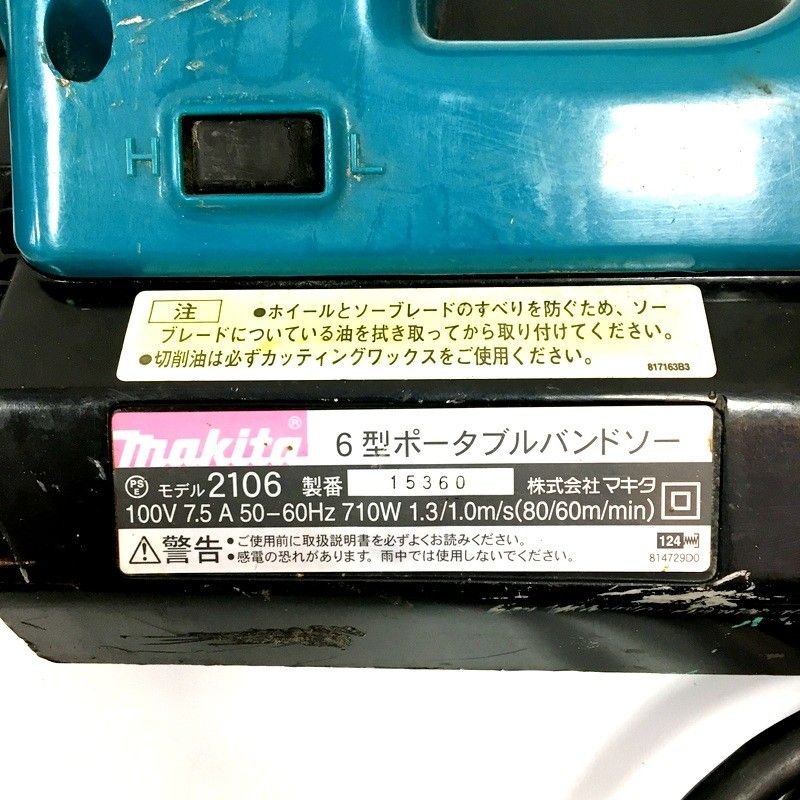 H L
注 ●ホイールとソーブレードのすべりを防ぐため、ソー
ブレードについている油を拭き取ってから取り付けてください。
●切削油は必ずカッティングワックスをご使用ください。
817163B3
makita® 6型ポータブルバンドソー
PSE モデル 2106 製番 15360 株式会社マキタ
100V 7.5 A 50−60Hz 710W 1.3/1.0m/s(80/60m/min)
⚠警告 ・ご使用前に取扱説明書を必ずよくお読みください。
・感電の恐れがあります。雨中では使用しないでください。
124
814729D0